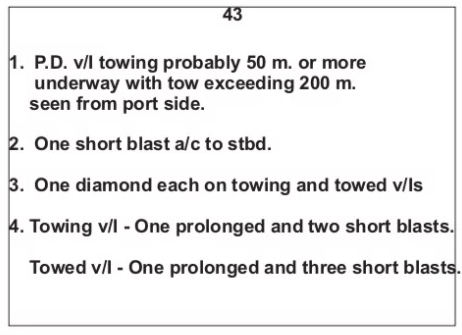 43
1. P.D. v/l towing probably 50 m. or more
underway with tow exceeding 200 m.
seen from port side.
2. One short blast a/c to stbd.
3. One diamond each on towing and towed v/ls
4. Towing v/l - One prolonged and two short blasts.
Towed v/l - One prolonged and three short blasts.